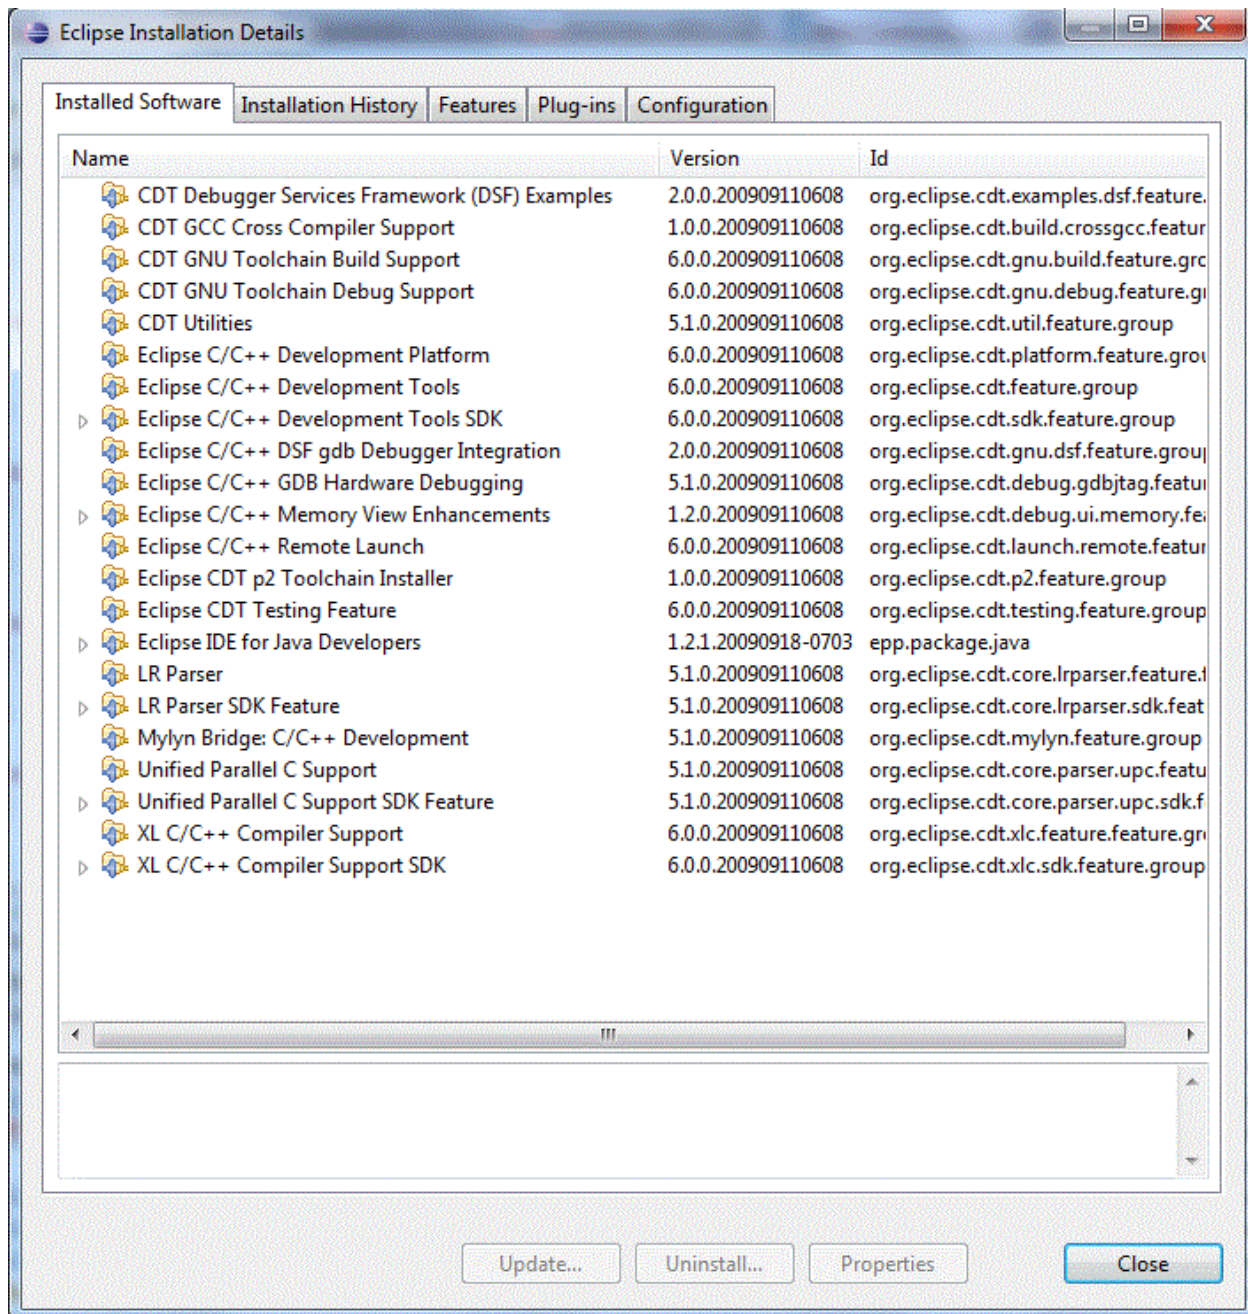 Eclipse Installation Details
Installed Software Installation History Features Plug-ins Configuration
Name Version Id
CDT Debugger Services Framework (DSF) Examples 2.0.0.200909110608 org.eclipse.cdt.examples.dsf.feature.
CDT GCC Cross Compiler Support 1.0.0.200909110608 org.eclipse.cdt.build.crossgcc.featur
CDT GNU Toolchain Build Support 6.0.0.200909110608 org.eclipse.cdt.gnu.build.feature.grc
CDT GNU Toolchain Debug Support 6.0.0.200909110608 org.eclipse.cdt.gnu.debug.feature.gr
CDT Utilities 5.1.0.200909110608 org.eclipse.cdt.util.feature.group
Eclipse C/C++ Development Platform 6.0.0.200909110608 org.eclipse.cdt.platform.feature.grou
Eclipse C/C++ Development Tools 6.0.0.200909110608 org.eclipse.cdt.feature.group
Eclipse C/C++ Development Tools SDK 6.0.0.200909110608 org.eclipse.cdt.sdk.feature.group
Eclipse C/C++ DSF gdb Debugger Integration 2.0.0.200909110608 org.eclipse.cdt.gnu.dsf.feature.group
Eclipse C/C++ GDB Hardware Debugging 5.1.0.200909110608 org.eclipse.cdt.debug.gdbjtag.featur
Eclipse C/C++ Memory View Enhancements 1.2.0.200909110608 org.eclipse.cdt.debug.ui.memory.fea
Eclipse C/C++ Remote Launch 6.0.0.200909110608 org.eclipse.cdt.launch.remote.featur
Eclipse CDT p2 Toolchain Installer 1.0.0.200909110608 org.eclipse.cdt.p2.feature.group
Eclipse CDT Testing Feature 6.0.0.200909110608 org.eclipse.cdt.testing.feature.group
Eclipse IDE for Java Developers 1.2.1.20090918-0703 epp.package.java
LR Parser 5.1.0.200909110608 org.eclipse.cdt.core.lrparser.feature.f
LR Parser SDK Feature 5.1.0.200909110608 org.eclipse.cdt.core.lrparser.sdk.feat
Mylyn Bridge: C/C++ Development 5.1.0.200909110608 org.eclipse.cdt.mylyn.feature.group
Unified Parallel C Support 5.1.0.200909110608 org.eclipse.cdt.core.parser.upc.featu
Unified Parallel C Support SDK Feature 5.1.0.200909110608 org.eclipse.cdt.core.parser.upc.sdk.f
XL C/C++ Compiler Support 6.0.0.200909110608 org.eclipse.cdt.xlc.feature.feature.gr
XL C/C++ Compiler Support SDK 6.0.0.200909110608 org.eclipse.cdt.xlc.sdk.feature.group
Update... Uninstall... Properties Close